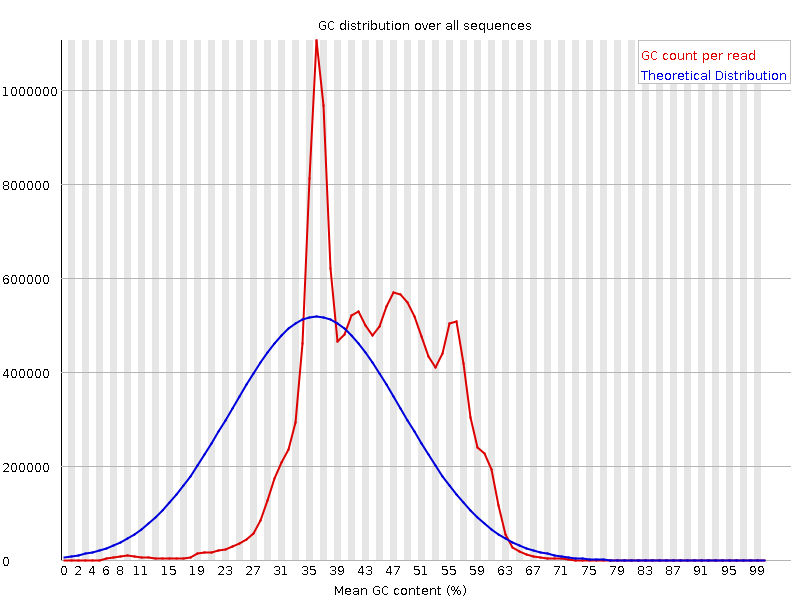 GC distribution over all sequences
GC count per read
Theoretical Distribution
1000000
800000
600000
400000
200000
0
0 2 4 6 8 11 15 19 23 27 31 35 39 43 47 51 55 59 63 67 71 75 79 83 87 91 95 99
Mean GC content (%)